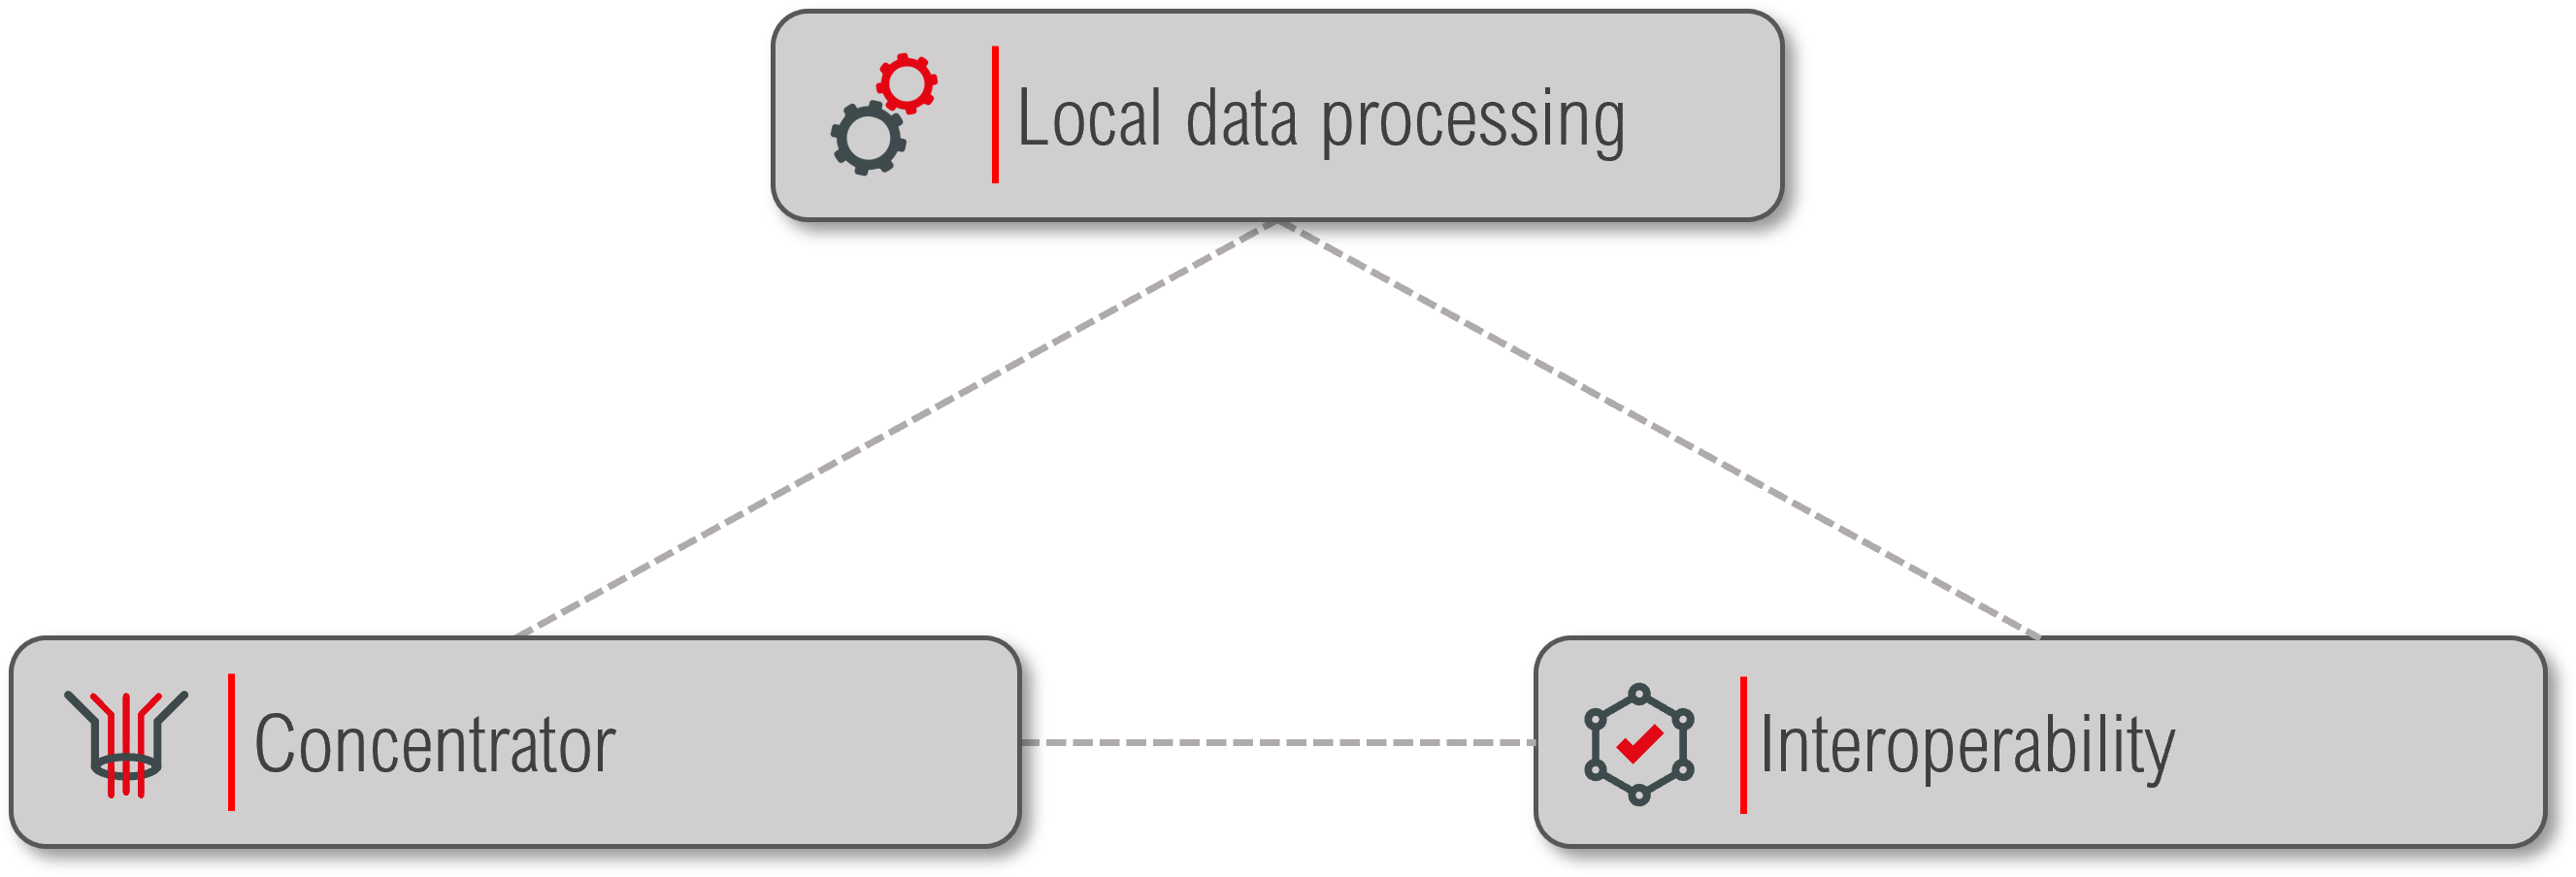 Local data processing
Concentrator
Interoperability